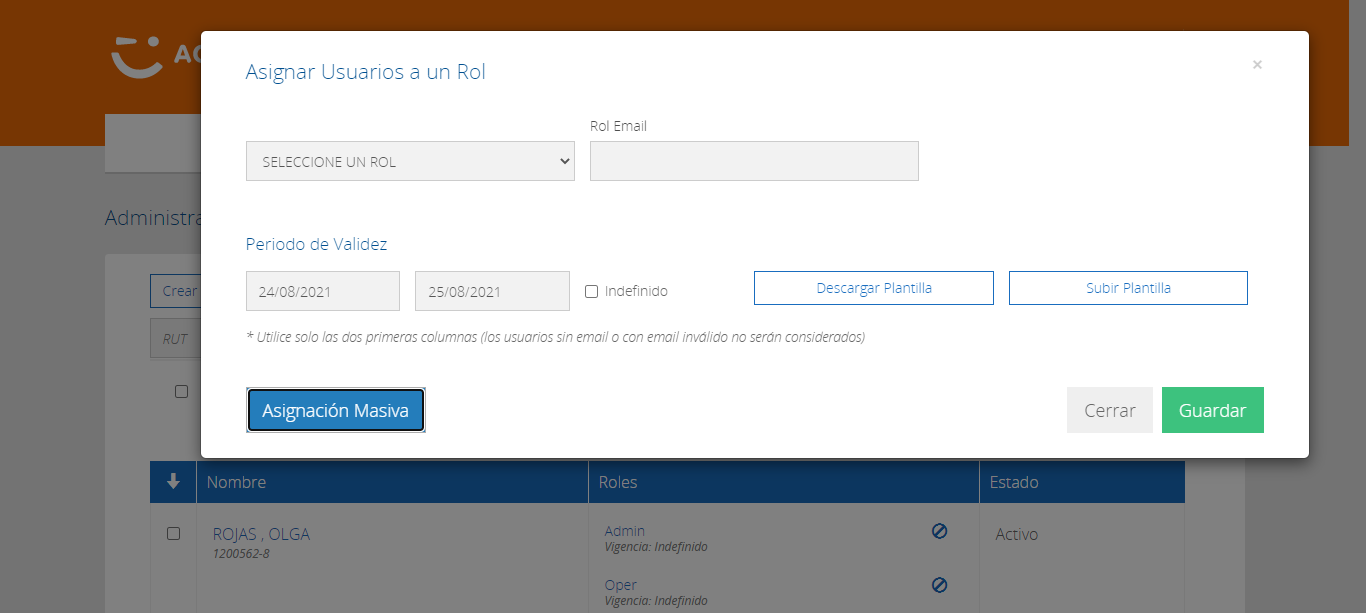 AC
Asignar Usuarios a un Rol
×
Rol Email
SELECCIONE UN ROL
Administra
Periodo de Validez
24/08/2021
25/08/2021
Indefinido
Descargar Plantilla
Subir Plantilla
Crear
RUT
* Utilice solo las dos primeras columnas (los usuarios sin email o con email inválido no serán considerados)
Asignación Masiva
Cerrar
Guardar
Nombre
Roles
Estado
ROJAS , OLGA
1200562-8
Admin
Vigencia: Indefinido
Activo
Oper
Vigencia: Indefinido